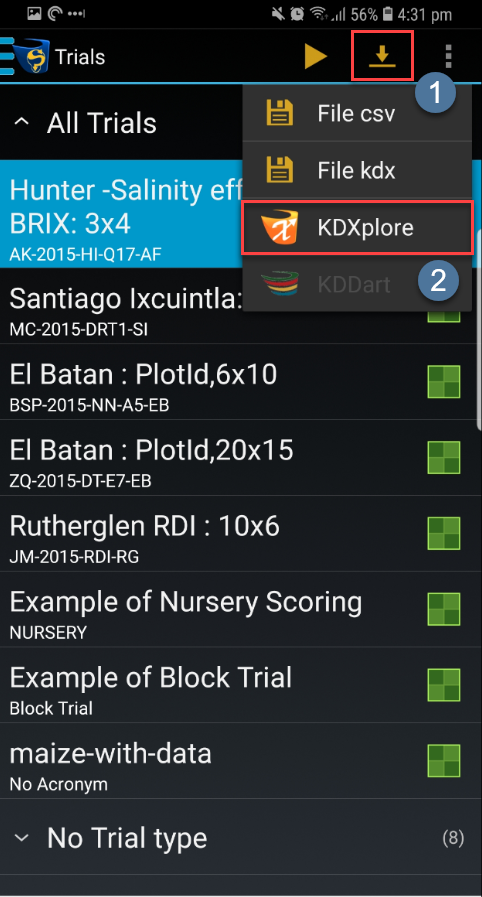 56% 4:31 pm
Trials
1
File csv
File kdx
KDXplore
KDDart
2
All Trials
Hunter -Salinity eff
BRIX: 3x4
AK-2015-HI-Q17-AF
Santiago Ixcuintla:
MC-2015-DRT1-SI
El Batan : PlotId,6x10
BSP-2015-NN-A5-EB
El Batan : PlotId,20x15
ZQ-2015-DT-E7-EB
Rutherglen RDI : 10x6
JM-2015-RDI-RG
Example of Nursery Scoring
NURSERY
Example of Block Trial
Block Trial
maize-with-data
No Acronym
No Trial type (8)